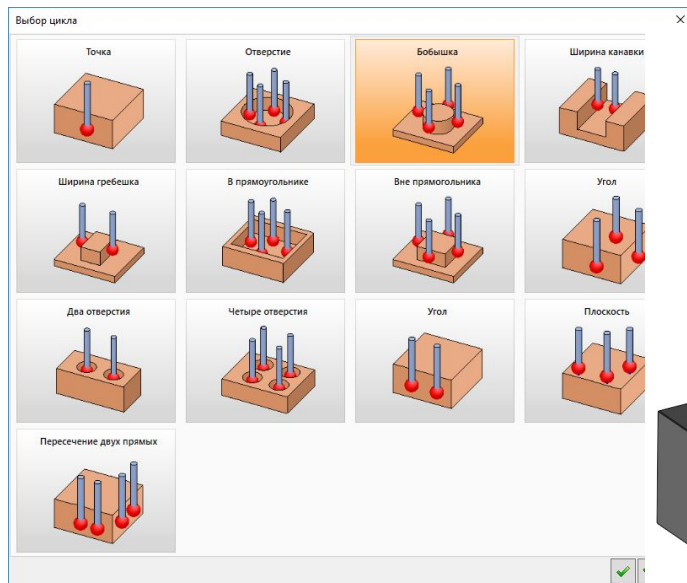 Выбор цикла
Точка
Отверстие
Бобышка
Ширина канавки
Ширина гребешка
В прямоугольнике
Вне прямогольника
Угол
Два отверстия
Четыре отверстия
Угол
Плоскость
Пересечение двух прямых